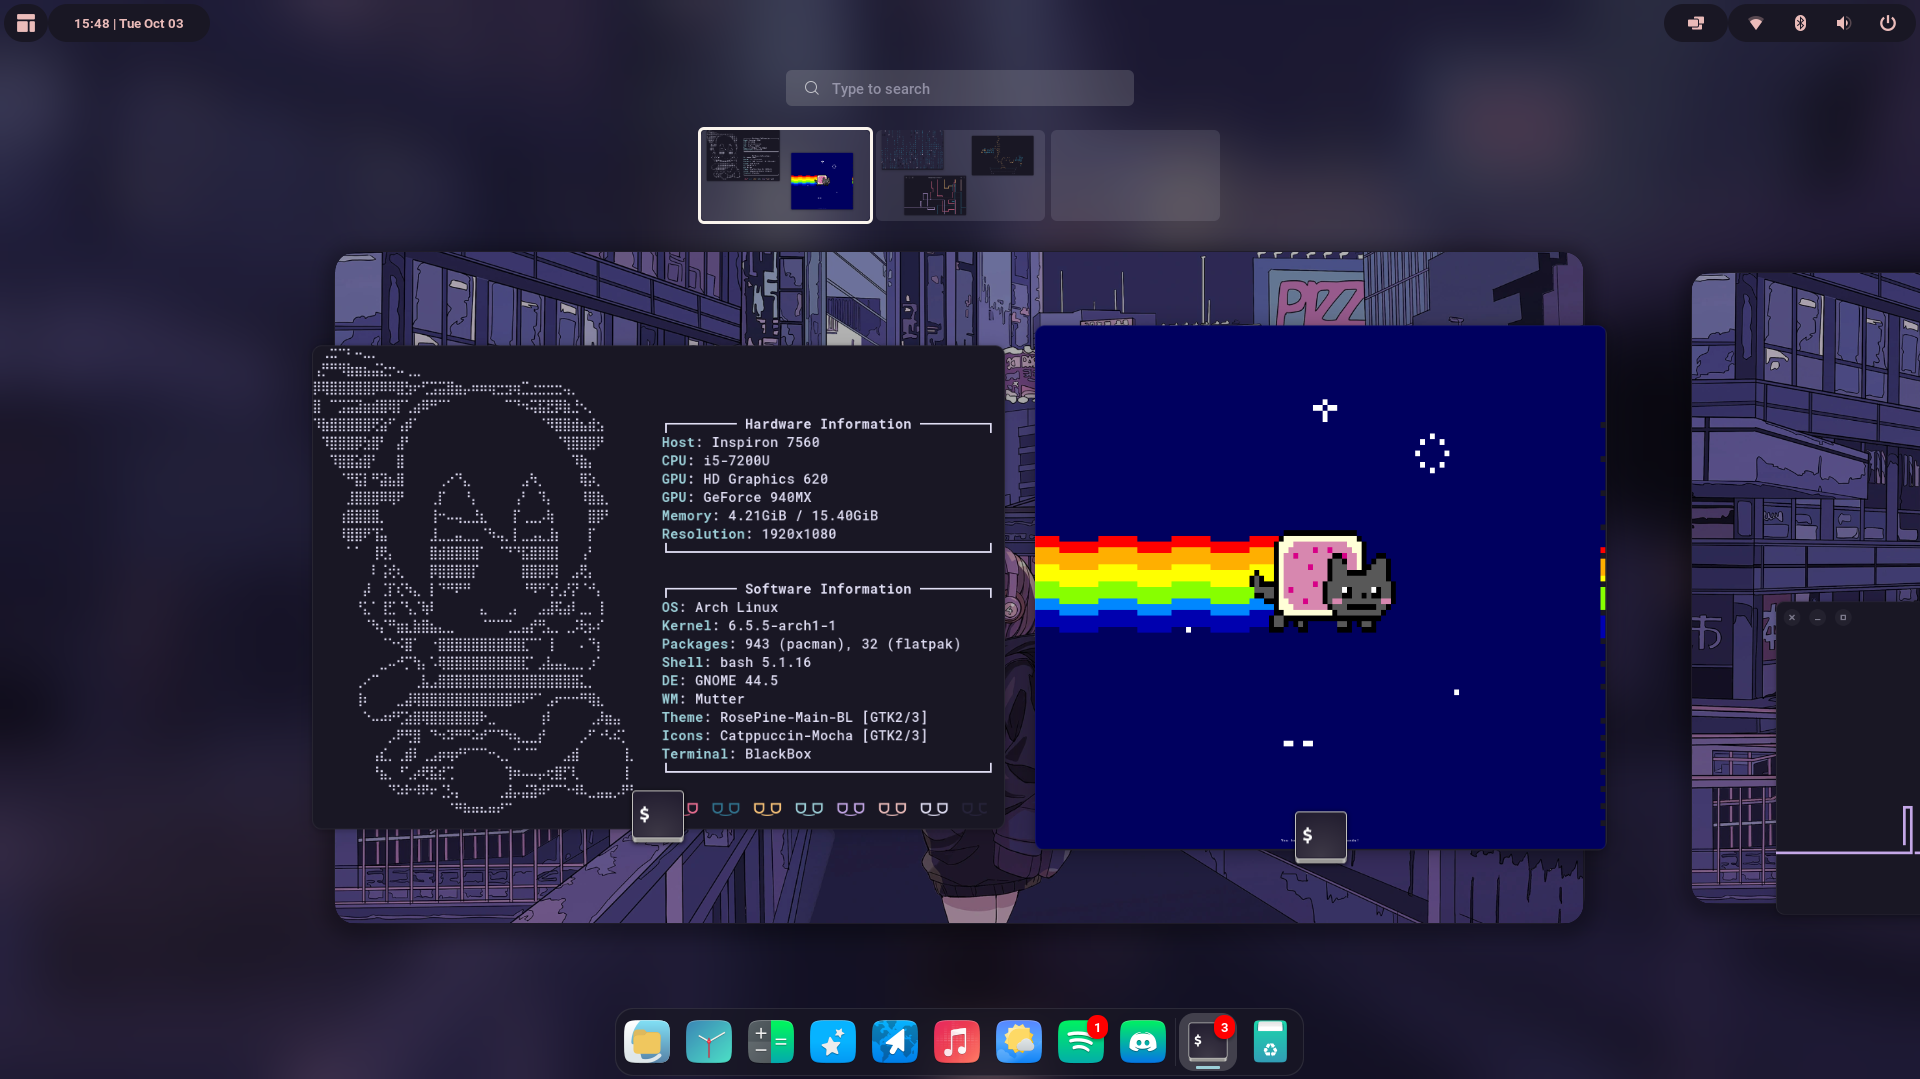 15:48 | Tue Oct 03
Type to search
PIZZ
Hardware Information
Host: Inspiron 7560
CPU: i5-7200U
GPU: HD Graphics 620
GPU: GeForce 940MX
Memory: 4.21GiB / 15.40GiB
Resolution: 1920x1080
Software Information
OS: Arch Linux
Kernel: 6.5.5-arch1-1
Packages: 943 (pacman), 32 (flatpak)
Shell: bash 5.1.16
DE: GNOME 44.5
WM: Mutter
Theme: RosePine-Main-BL [GTK2/3]
Icons: Catppuccin-Mocha [GTK2/3]
Terminal: BlackBox
$
$
1
$
3